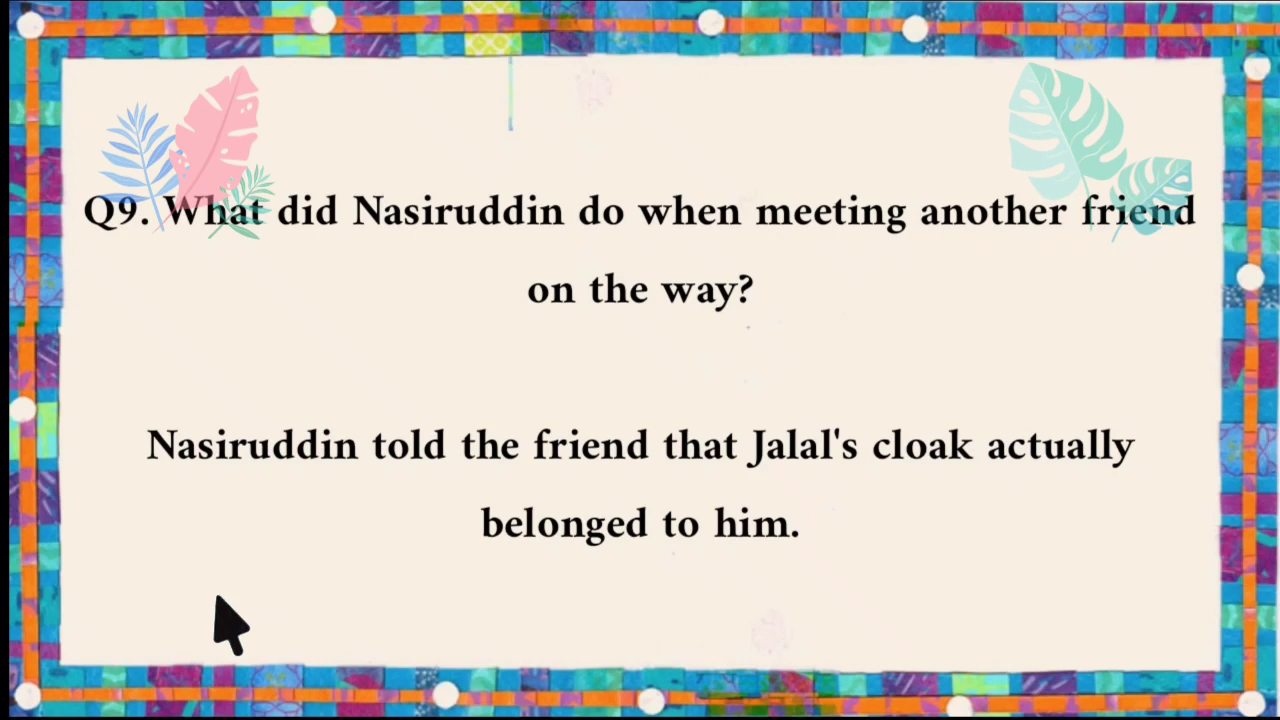 Q9. What did Nasiruddin do when meeting another friend
on the way?
Nasiruddin told the friend that Jalal's cloak actually
belonged to him.